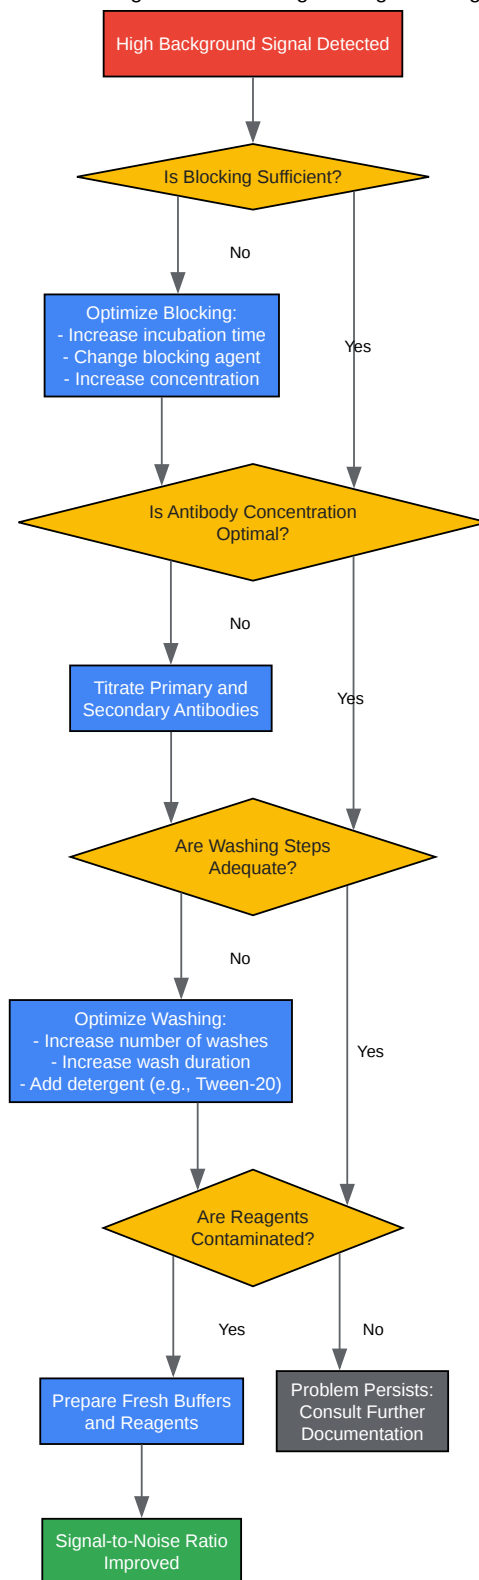 High Background Signal Detected
Is Blocking Sufficient?
No
Optimize Blocking:
- Increase incubation time
- Change blocking agent
- Increase concentration
Yes
Is Antibody Concentration
Optimal?
No
Titrate Primary and
Secondary Antibodies
Yes
Are Washing Steps
Adequate?
No
Optimize Washing:
- Increase number of washes
- Increase wash duration
- Add detergent (e.g., Tween-20)
Yes
Are Reagents
Contaminated?
Yes
No
Prepare Fresh Buffers
and Reagents
Problem Persists:
Consult Further
Documentation
Signal-to-Noise Ratio
Improved